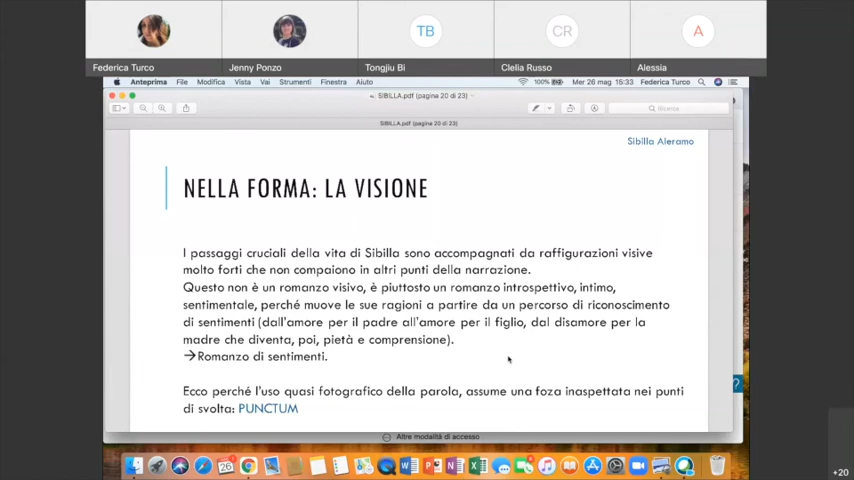 TB
CR
A
Federica Turco
Jenny Ponzo
Tongjiu Bi
Clelia Russo
Alessia
Anteprima File Modifica Vista Vai Strumenti Finestra Aiuto
100% Mer 26 mag 15:33 Federica Turco
SIBILLA.pdf (pagina 20 di 23)
Ricerca
SIBILLA.pdf (pagina 20 di 23)
Sibilla Aleramo
NELLA FORMA: LA VISIONE
I passaggi cruciali della vita di Sibilla sono accompagnati da raffigurazioni visive
molto forti che non compaiono in altri punti della narrazione.
Questo non è un romanzo visivo, è piuttosto un romanzo introspettivo, intimo,
sentimentale, perché muove le sue ragioni a partire da un percorso di riconoscimento
di sentimenti (dall'amore per il padre all'amore per il figlio, dal disamore per la
madre che diventa, poi, pietà e comprensione).
→Romanzo di sentimenti.
Ecco perché l'uso quasi fotografico della parola, assume una foza inaspettata nei punti
di svolta: PUNCTUM
?
Altre modalità di accesso
26
+20